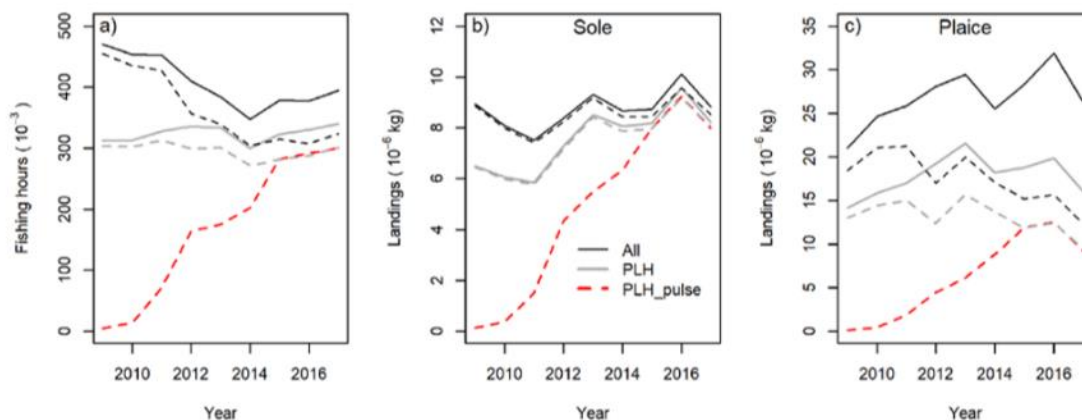 a)
500
400
300
200
100
0
Fishing hours ( 10⁻³ )
2010 2012 2014 2016
Year
b) Sole
12
10
8
6
4
2
0
Landings ( 10⁻⁶ kg )
All
PLH
PLH_pulse
2010 2012 2014 2016
Year
c) Plaice
35
30
25
20
15
10
5
0
Landings ( 10⁻⁶ kg )
2010 2012 2014 2016
Year